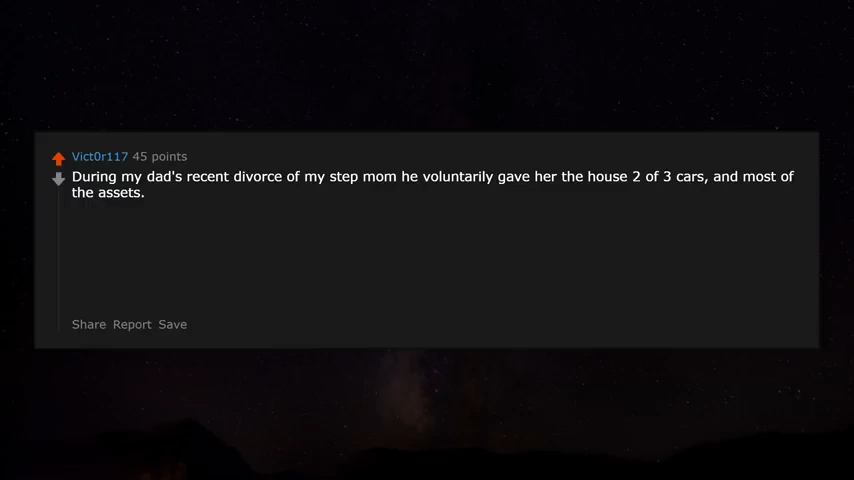 Vict0r117 45 points
During my dad's recent divorce of my step mom he voluntarily gave her the house 2 of 3 cars, and most of
the assets.
Share Report Save